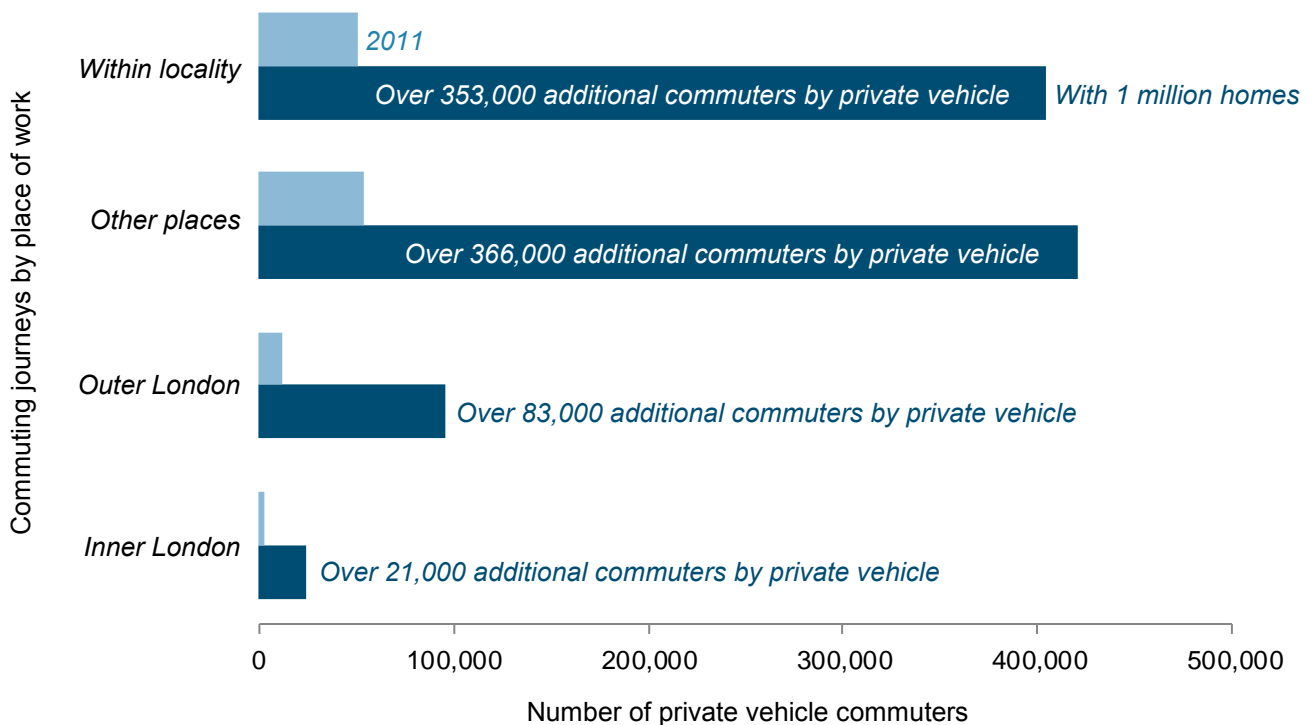 Commuting journeys by place of work
Within locality
2011
Over 353,000 additional commuters by private vehicle
With 1 million homes
Other places
Over 366,000 additional commuters by private vehicle
Outer London
Over 83,000 additional commuters by private vehicle
Inner London
Over 21,000 additional commuters by private vehicle
0
100,000
200,000
300,000
400,000
500,000
Number of private vehicle commuters